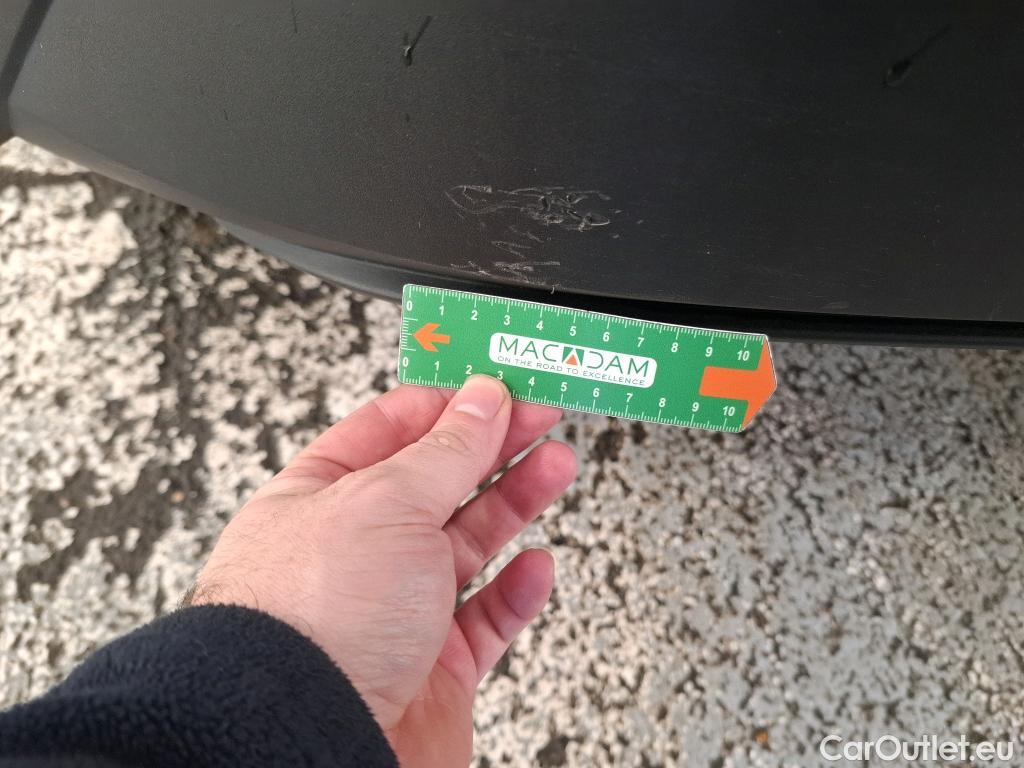 0 1 2 3 4 5 6 7 8 9 10
MACADAM
ON THE ROAD TO EXCELLENCE
0 1 2 3 4 5 6 7 8 9 10
CarOutlet.eu